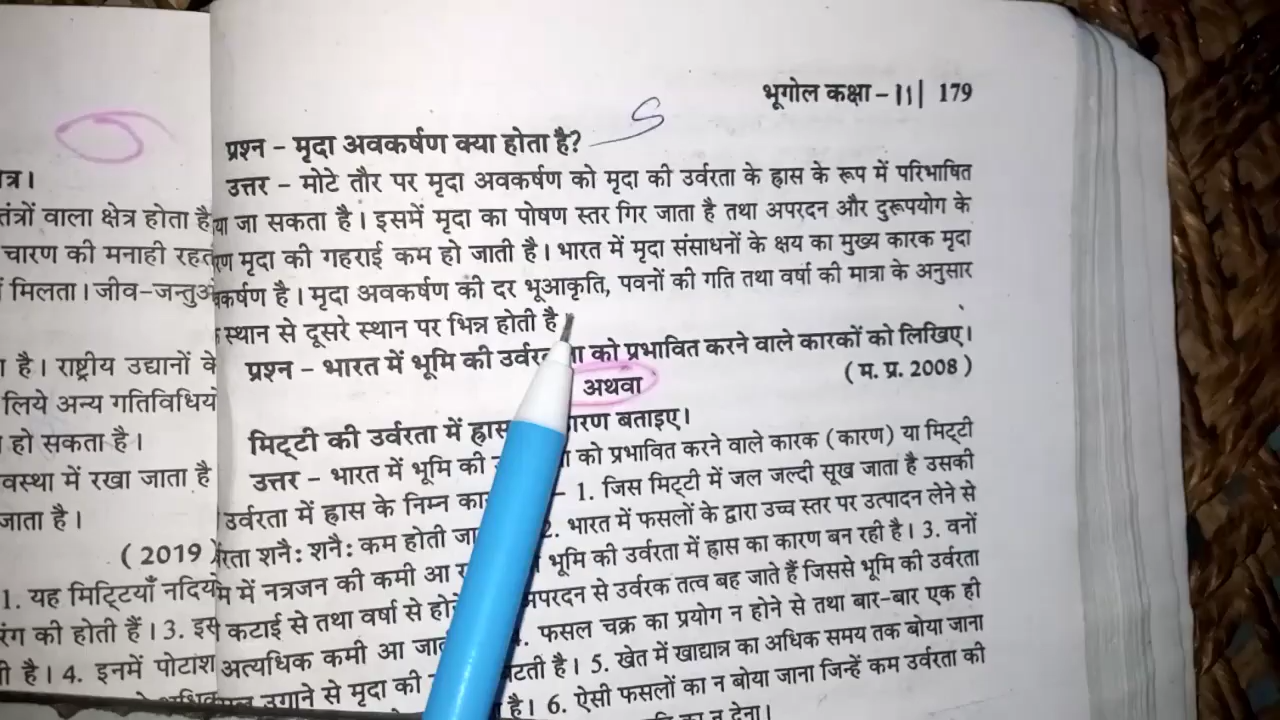 त्र।
तंत्रों वाला क्षेत्र होता है
चारण की मनाही रहत
मिलता। जीव-जन्तुओ
है। राष्ट्रीय उद्यानों के
लिये अन्य गतिविधियो
हो सकता है।
वस्था में रखा जाता है
जाता है।
( 2019 )
1. यह मिट्टियाँ नदियो
रंग की होती हैं। 3. इस
ी है। 4. इनमें पोटाश
भूगोल कक्षा - 11| 179
प्रश्न - मृदा अवकर्षण क्या होता है?
उत्तर - मोटे तौर पर मृदा अवकर्षण को मृदा की उर्वरता के ह्रास के रूप में परिभाषित
या जा सकता है। इसमें मृदा का पोषण स्तर गिर जाता है तथा अपरदन और दुरूपयोग के
रण मृदा की गहराई कम हो जाती है। भारत में मृदा संसाधनों के क्षय का मुख्य कारक मृदा
वकर्षण है। मृदा अवकर्षण की दर भूआकृति, पवनों की गति तथा वर्षा की मात्रा के अनुसार
स्थान से दूसरे स्थान पर भिन्न होती है
प्रश्न - भारत में भूमि की उर्वरता को प्रभावित करने वाले कारकों को लिखिए।
अथवा ( म. प्र. 2008 )
मिट्टी की उर्वरता में ह्रास ारण बताइए।
उत्तर - भारत में भूमि की को प्रभावित करने वाले कारक (कारण) या मिट्टी
उर्वरता में ह्रास के निम्न का - 1. जिस मिट्टी में जल जल्दी सूख जाता है उसकी
रता शनै: शनै: कम होती जा 2. भारत में फसलों के द्वारा उच्च स्तर पर उत्पादन लेने से
में नत्रजन की कमी आ भूमि की उर्वरता में ह्रास का कारण बन रही है। 3. वनों
कटाई से तथा वर्षा से होने परदन से उर्वरक तत्व बह जाते हैं जिससे भूमि की उर्वरता
अत्यधिक कमी आ जात फसल चक्र का प्रयोग न होने से तथा बार-बार एक ही
उगाने से मृदा की घटती है। 5. खेत में खाद्यान्न का अधिक समय तक बोया जाना
है। 6. ऐसी फसलों का न बोया जाना जिन्हें कम उर्वरता की
न देना।